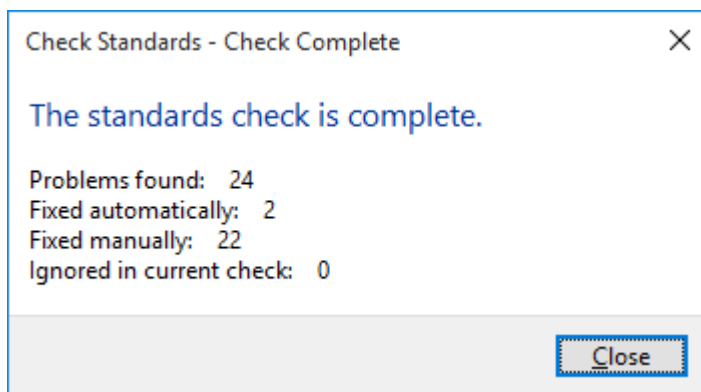 Check Standards - Check Complete
The standards check is complete.
Problems found: 24
Fixed automatically: 2
Fixed manually: 22
Ignored in current check: 0
Close